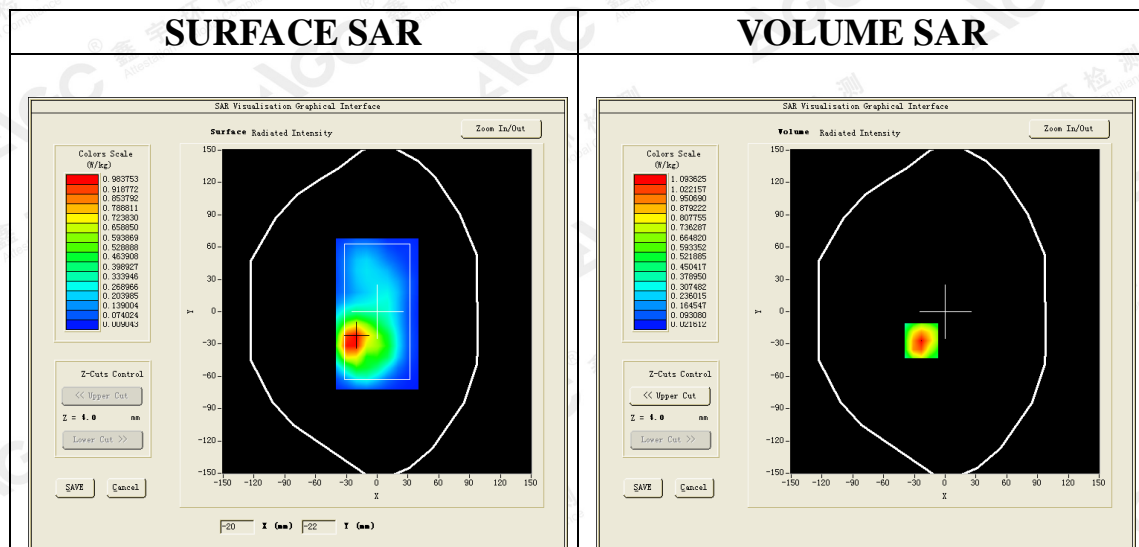 SURFACE SAR
VOLUME SAR
SAR Visualisation Graphical Interface
Surface Radiated Intensity
Zoom In/Out
Colors Scale
(W/kg)
0.983753
0.918772
0.853792
0.788811
0.723830
0.658850
0.593869
0.528888
0.463908
0.398927
0.333946
0.268966
0.203985
0.139004
0.074024
0.009043
150
120
90
60
30
0
-30
-60
-90
-120
-150
Y
-150 -120 -90 -60 -30 0 30 60 90 120 150
X
Z-Cuts Control
<< Upper Cut
Z = 4.0 mm
Lower Cut >>
SAVE
Cancel
-20 X (mm) -22 Y (mm)
SAR Visualisation Graphical Interface
Volume Radiated Intensity
Zoom In/Out
Colors Scale
(W/kg)
1.093625
1.022157
0.950690
0.879222
0.807755
0.736287
0.664820
0.593352
0.521885
0.450417
0.378950
0.307482
0.236015
0.164547
0.093080
0.021612
150
120
90
60
30
0
-30
-60
-90
-120
-150
Y
-150 -120 -90 -60 -30 0 30 60 90 120 150
X
Z-Cuts Control
<< Upper Cut
Z = 4.0 mm
Lower Cut >>
SAVE
Cancel